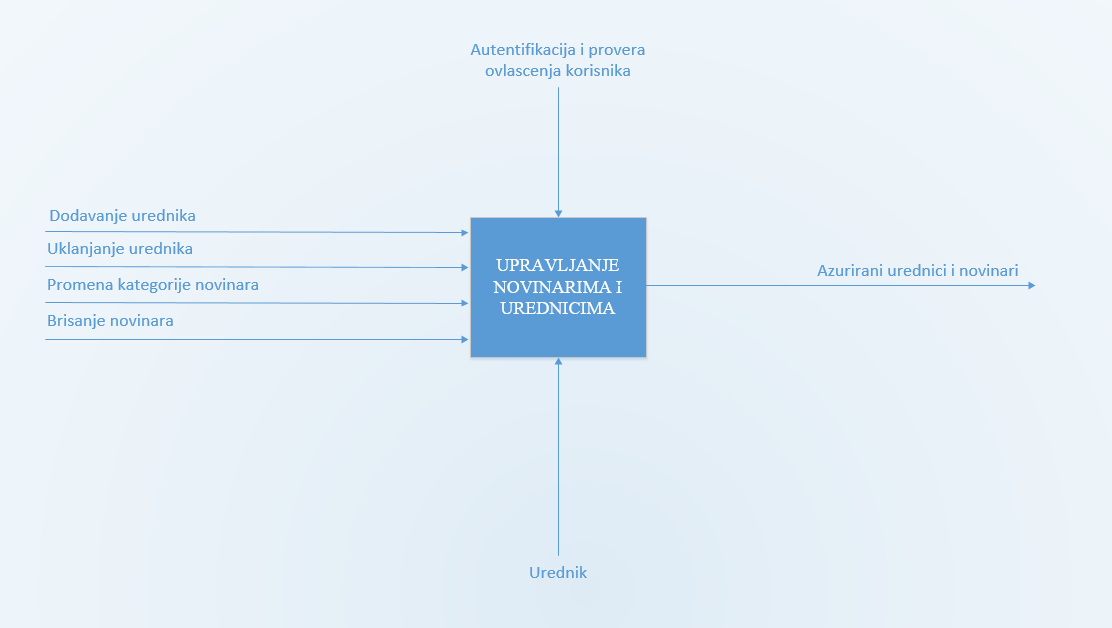 Autentifikacija i provera
ovlascenja korisnika
Dodavanje urednika
Uklanjanje urednika
Promena kategorije novinara
Brisanje novinara
UPRAVLJANJE
NOVINARIMA I
UREDNICIMA
Azurirani urednici i novinari
Urednik